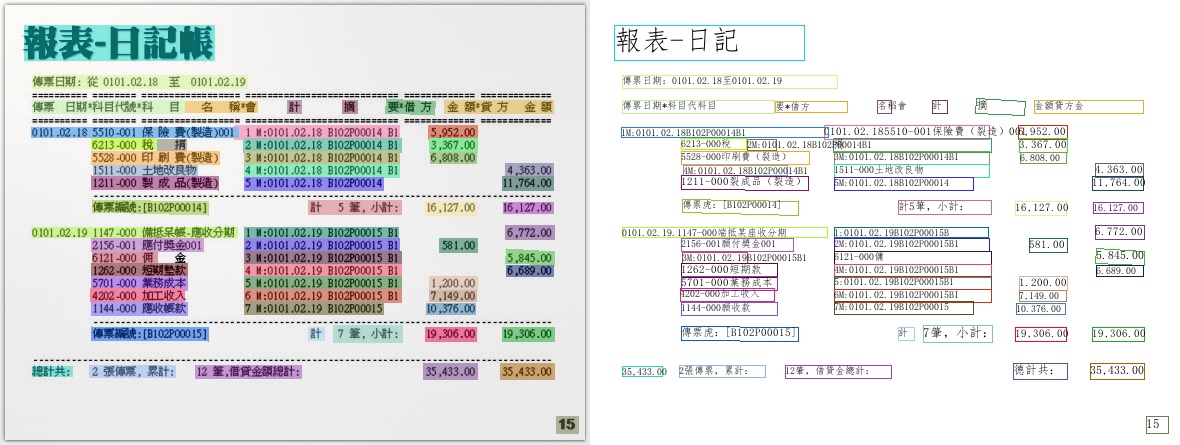 報表-日記帳
傳票日期: 從 0101.02.18 至 0101.02.19
傳票 日期*科目代號*科 目 名 稱*會 計 摘 要*借 方 金 額*貸 方 金 額
0101.02.18 5510-001 保 險 費(製造)001 1 M:0101.02.18 B102P00014 B1 5,952.00
6213-000 稅 捐 2 M:0101.02.18 B102P00014 B1 3,367.00
5528-000 印 刷 費(製造) 3 M:0101.02.18 B102P00014 B1 6,808.00
1511-000 土地改良物 4 M:0101.02.18 B102P00014 B1 4,363.00
1211-000 製 成 品(製造) 5 M:0101.02.18 B102P00014 11,764.00
傳票編號:[B102P00014] 計 5 筆,小計: 16,127.00 16,127.00
0101.02.19 1147-000 備抵呆帳-應收分期 1 M:0101.02.19 B102P00015 B1 6,772.00
2156-001 應付獎金001 2 M:0101.02.19 B102P00015 B1 581.00
6121-000 佣 金 3 M:0101.02.19 B102P00015 B1 5,845.00
1262-000 短期墊款 4 M:0101.02.19 B102P00015 B1 6,689.00
5701-000 業務成本 5 M:0101.02.19 B102P00015 B1 1,200.00
4202-000 加工收入 6 M:0101.02.19 B102P00015 B1 7,149.00
1144-000 應收帳款 7 M:0101.02.19 B102P00015 10,376.00
傳票編號:[B102P00015] 計 7 筆,小計: 19,306.00 19,306.00
總計共: 2 張傳票,累計: 12 筆,借貸金額總計: 35,433.00 35,433.00
15
報表-日記
傳票日期: 0101.02.18至0101.02.19
傳票日期*科目代科目 要*借方 名稱會 計 摘 金額貸方金
1M:0101.02.18B102P00014B1 0101.02.185510-001保險費（製造）001 5,952.00
6213-000稅 2M:0101.02.18B102P00014B1 3.367.00
5528-000印刷費（製造） 3M:0101.02.18B102P00014B1 6.808.00
4M:0101.02.18B102P00014B1 1511-000土地改良物 4.363.00
1211-000製成品（製造） 5M:0101.02.18B102P00014 11,764.00
傳票虎: [B102P00014] 計5筆,小計: 16,127.00 16.127.00
0101.02.19.1147-000端抵某座收分期 1:0101.02.19B102P00015B 6.772.00
2156-001願付獎金001 2M:0101.02.19B102P00015B1 581.00
3M:0101.02.19B102P00015B1 6121-000傭 5.845.00
1262-000短期款 4M:0101.02.19B102P00015B1 6.689.00
5701-000業務成本 5:0101.02.19B102P00015B1 1.200.00
4202-000加工收入 6M:0101.02.19B102P00015B1 7,149.00
1144-000願收款 7M:0101.02.19B102P00015 10.376.00
傳票虎: [B102P00015] 計 7筆,小計: 19,306.00 19,306.00
35,433.00 2張傳票,累計: 12筆,借貸金總計: 德計共: 35,433.00
15